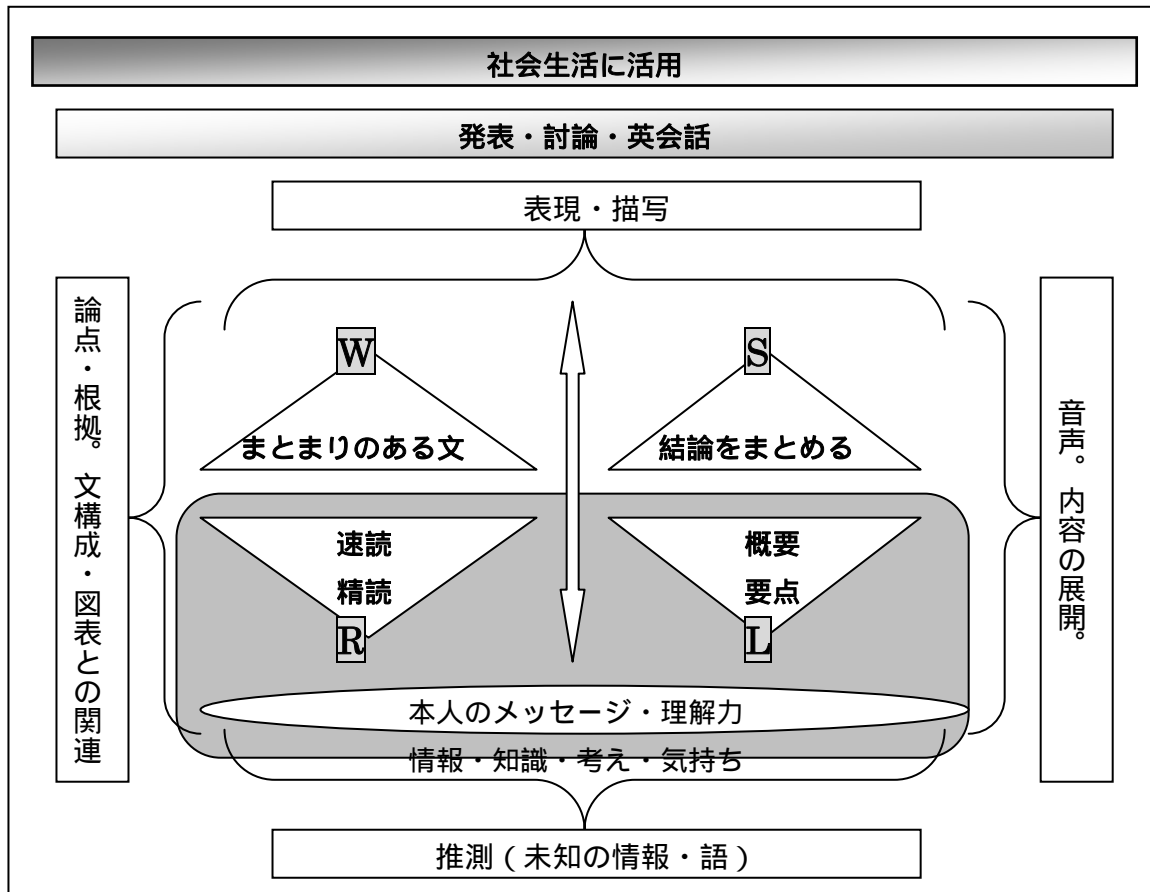 社会生活に活用
発表・討論・英会話
表現・描写
論点・根拠。文構成・図表との関連
W
まとまりのある文
S
結論をまとめる
速読
精読
R
概要
要点
L
音声。内容の展開。
本人のメッセージ・理解力
情報・知識・考え・気持ち
推測(未知の情報・語)